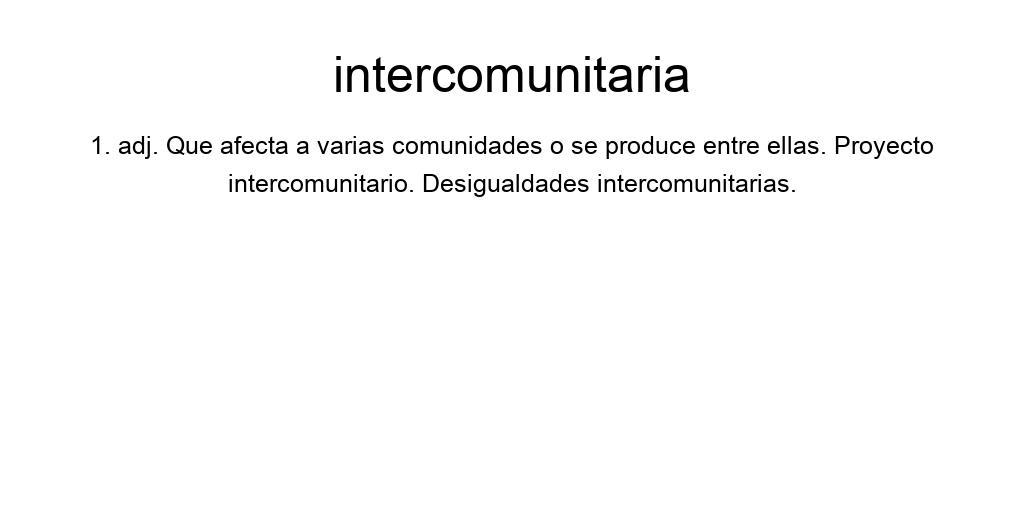 intercomunitaria
1. adj. Que afecta a varias comunidades o se produce entre ellas. Proyecto
intercomunitario. Desigualdades intercomunitarias.